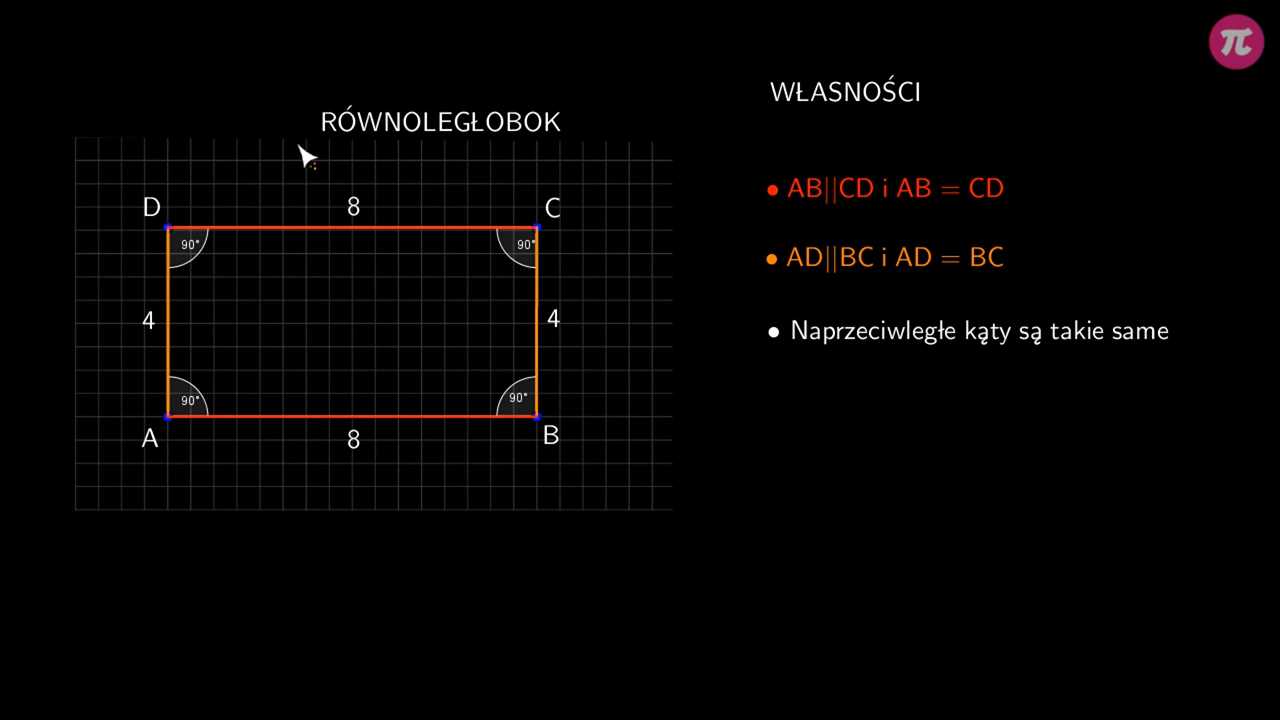 π
WŁASNOŚCI
RÓWNOLEGŁOBOK
• AB||CD i AB = CD
D 8 C
90° 90°
• AD||BC i AD = BC
4 4
• Naprzeciwległe kąty są takie same
90° 90°
A 8 B